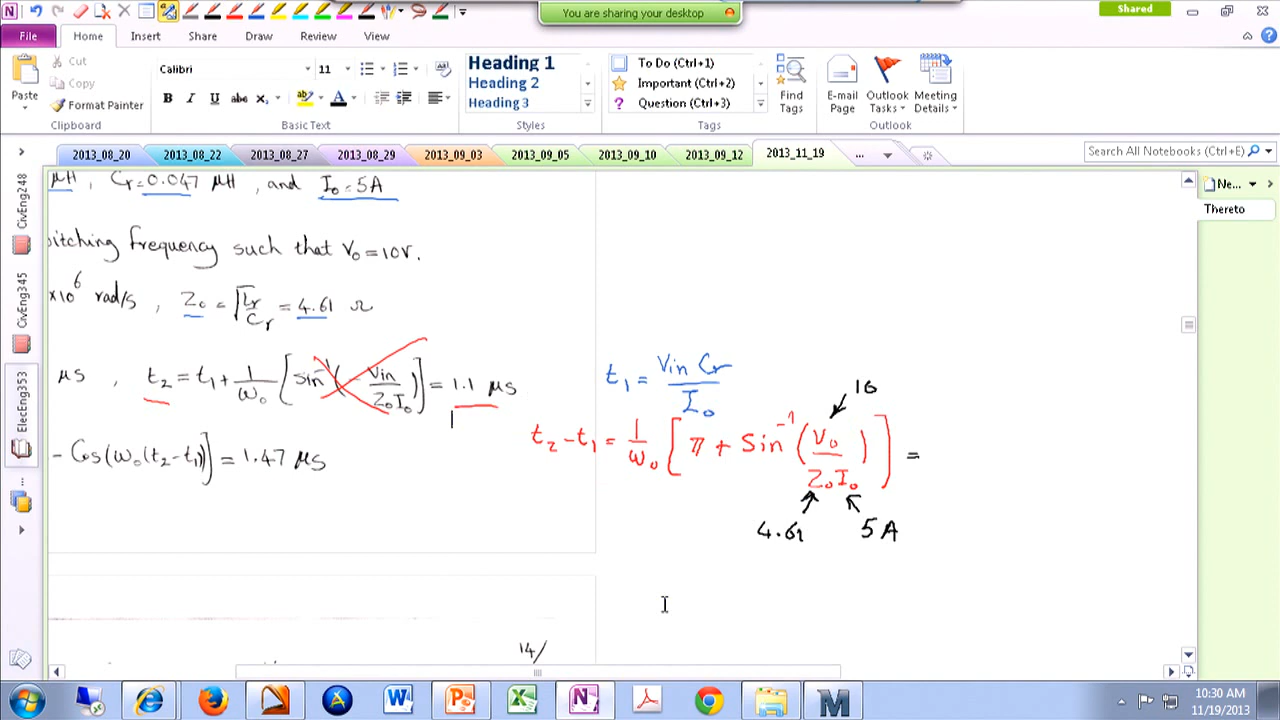 You are sharing your desktop
Shared
File Home Insert Share Draw Review View
Paste
Cut
Copy
Format Painter
Clipboard
Calibri 11
B I U abc
Basic Text
Heading 1
Heading 2
Heading 3
Styles
To Do (Ctrl+1)
Important (Ctrl+2)
Question (Ctrl+3)
Tags
Find Tags
E-mail Page
Outlook Tasks
Meeting Details
Outlook
2013_08_20 2013_08_22 2013_08_27 2013_08_29 2013_09_03 2013_09_05 2013_09_10 2013_09_12 2013_11_19 ...
Search All Notebooks (Ctrl+E)
Ne...
Thereto
CivEng248
CivEng345
ElecEng353
μH , Cr=0.047 μH , and Io=5A
itching frequency such that Vo=10V.
×10⁶ rad/s , Zo = √(Lr/Cr) = 4.61 Ω
μs , t₂ = t₁ + 1/ωo [sin⁻¹(- Vin/ZoIo)] = 1.1 μs
t₁ = Vin Cr / Io
10
t₂-t₁ = 1/ωo [π + Sin⁻¹(Vo/ZoIo)] =
- Cos(ωo(t₂-t₁))] = 1.47 μs
4.61 5A
14/
10:30 AM
11/19/2013